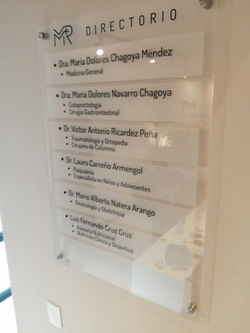 MR DIRECTORIO
Dra. María Dolores Chagoya Méndez
Medicina General
Dra. María Dolores Navarro Chagoya
Coloproctología
Cirugía Gastrointestinal
Dr. Víctor Antonio Ricardez Peña
Traumatología y Ortopedia
Cirujano de Columna
Dr. Lauro Carreño Armengol
Psiquiatría
Especialista en Niños y Adolescentes
Dr. Mario Alberto Natera Arango
Ginecología y Obstetricia
Luis Fernando Cruz Cruz
Asesoría Nutricional
Nutrición Clínica y Deportiva